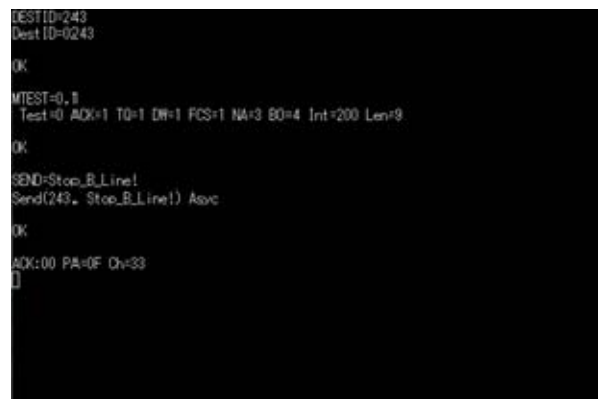 DESTID=243
DestID=0243
OK
MTEST=0,1
Test=0 ACK=1 TO=1 DW=1 FCS=1 NA=3 BO=4 Int=200 Len=9
OK
SEND=Stop_B_Line!
Send(243, Stop_B_Line!) Asyc
OK
ACK:00 PA=0F Ch=33